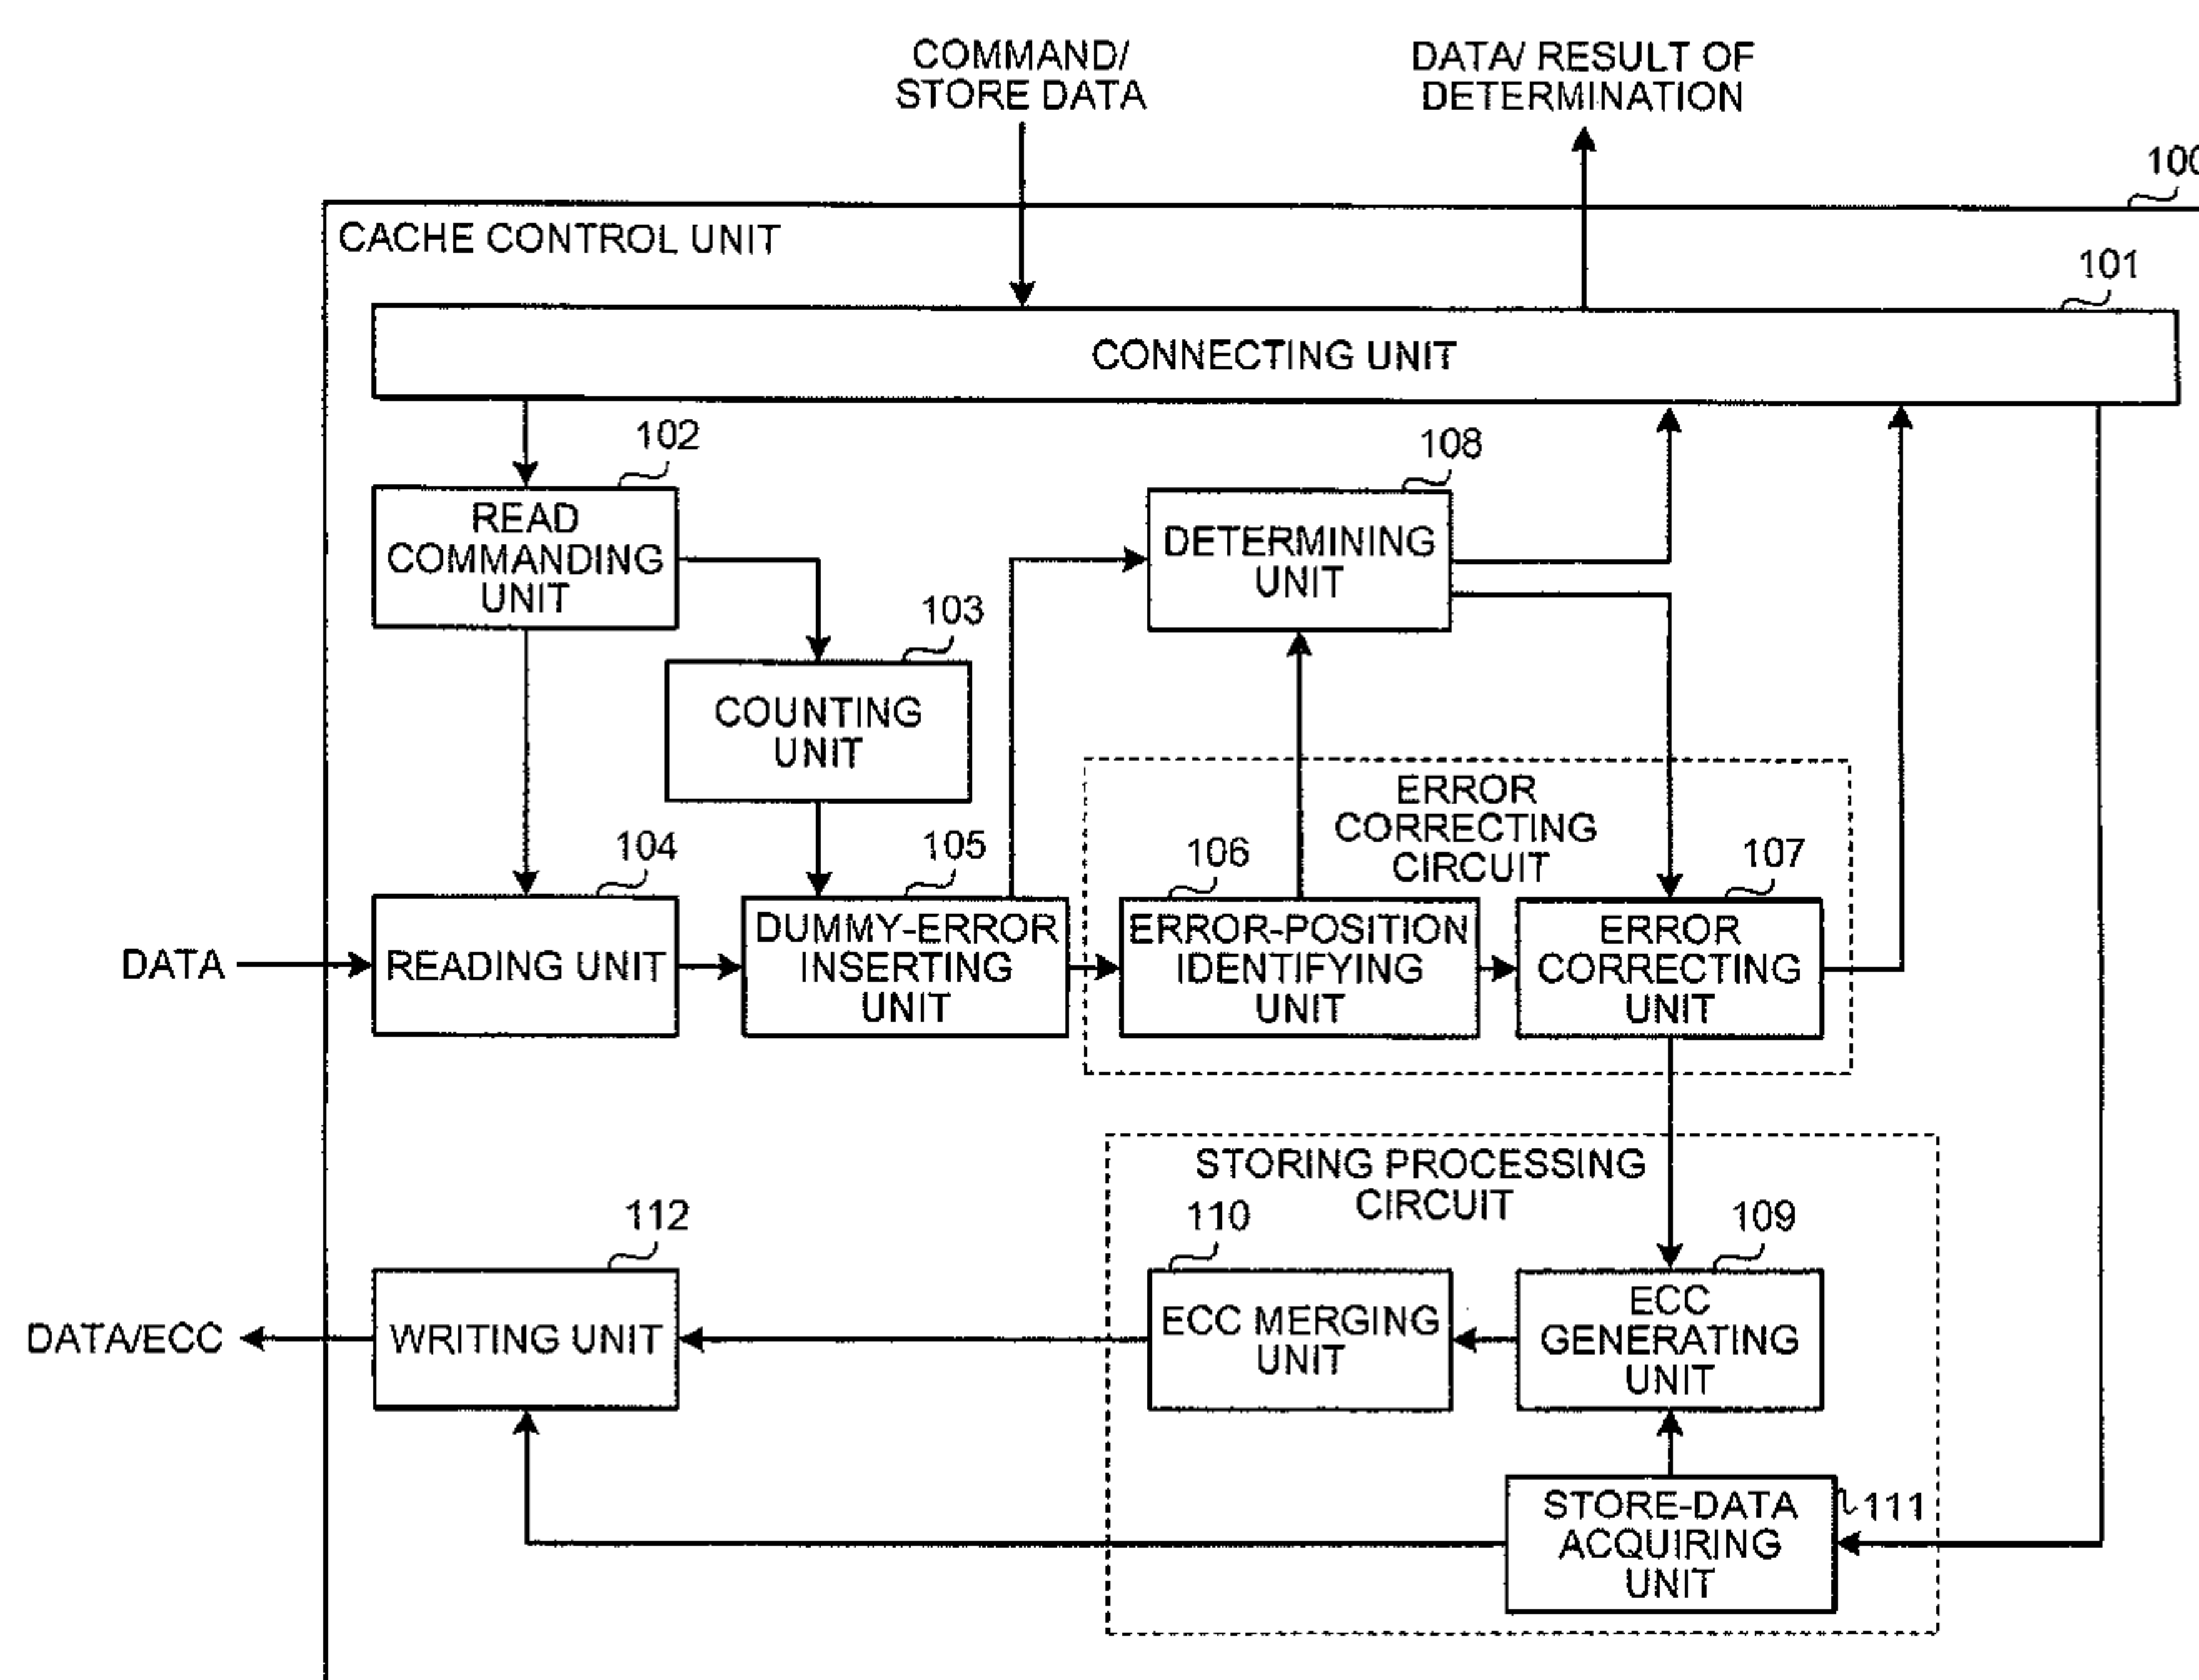 COMMAND/
STORE DATA
DATA/ RESULT OF
DETERMINATION
100
CACHE CONTROL UNIT
101
CONNECTING UNIT
102
READ
COMMANDING
UNIT
108
DETERMINING
UNIT
103
COUNTING
UNIT
ERROR
CORRECTING
CIRCUIT
104
105
106
107
DATA
READING UNIT
DUMMY-ERROR
INSERTING
UNIT
ERROR-POSITION
IDENTIFYING
UNIT
ERROR
CORRECTING
UNIT
STORING PROCESSING
CIRCUIT
112
110
109
DATA/ECC
WRITING UNIT
ECC MERGING
UNIT
ECC
GENERATING
UNIT
STORE-DATA
ACQUIRING
UNIT
111